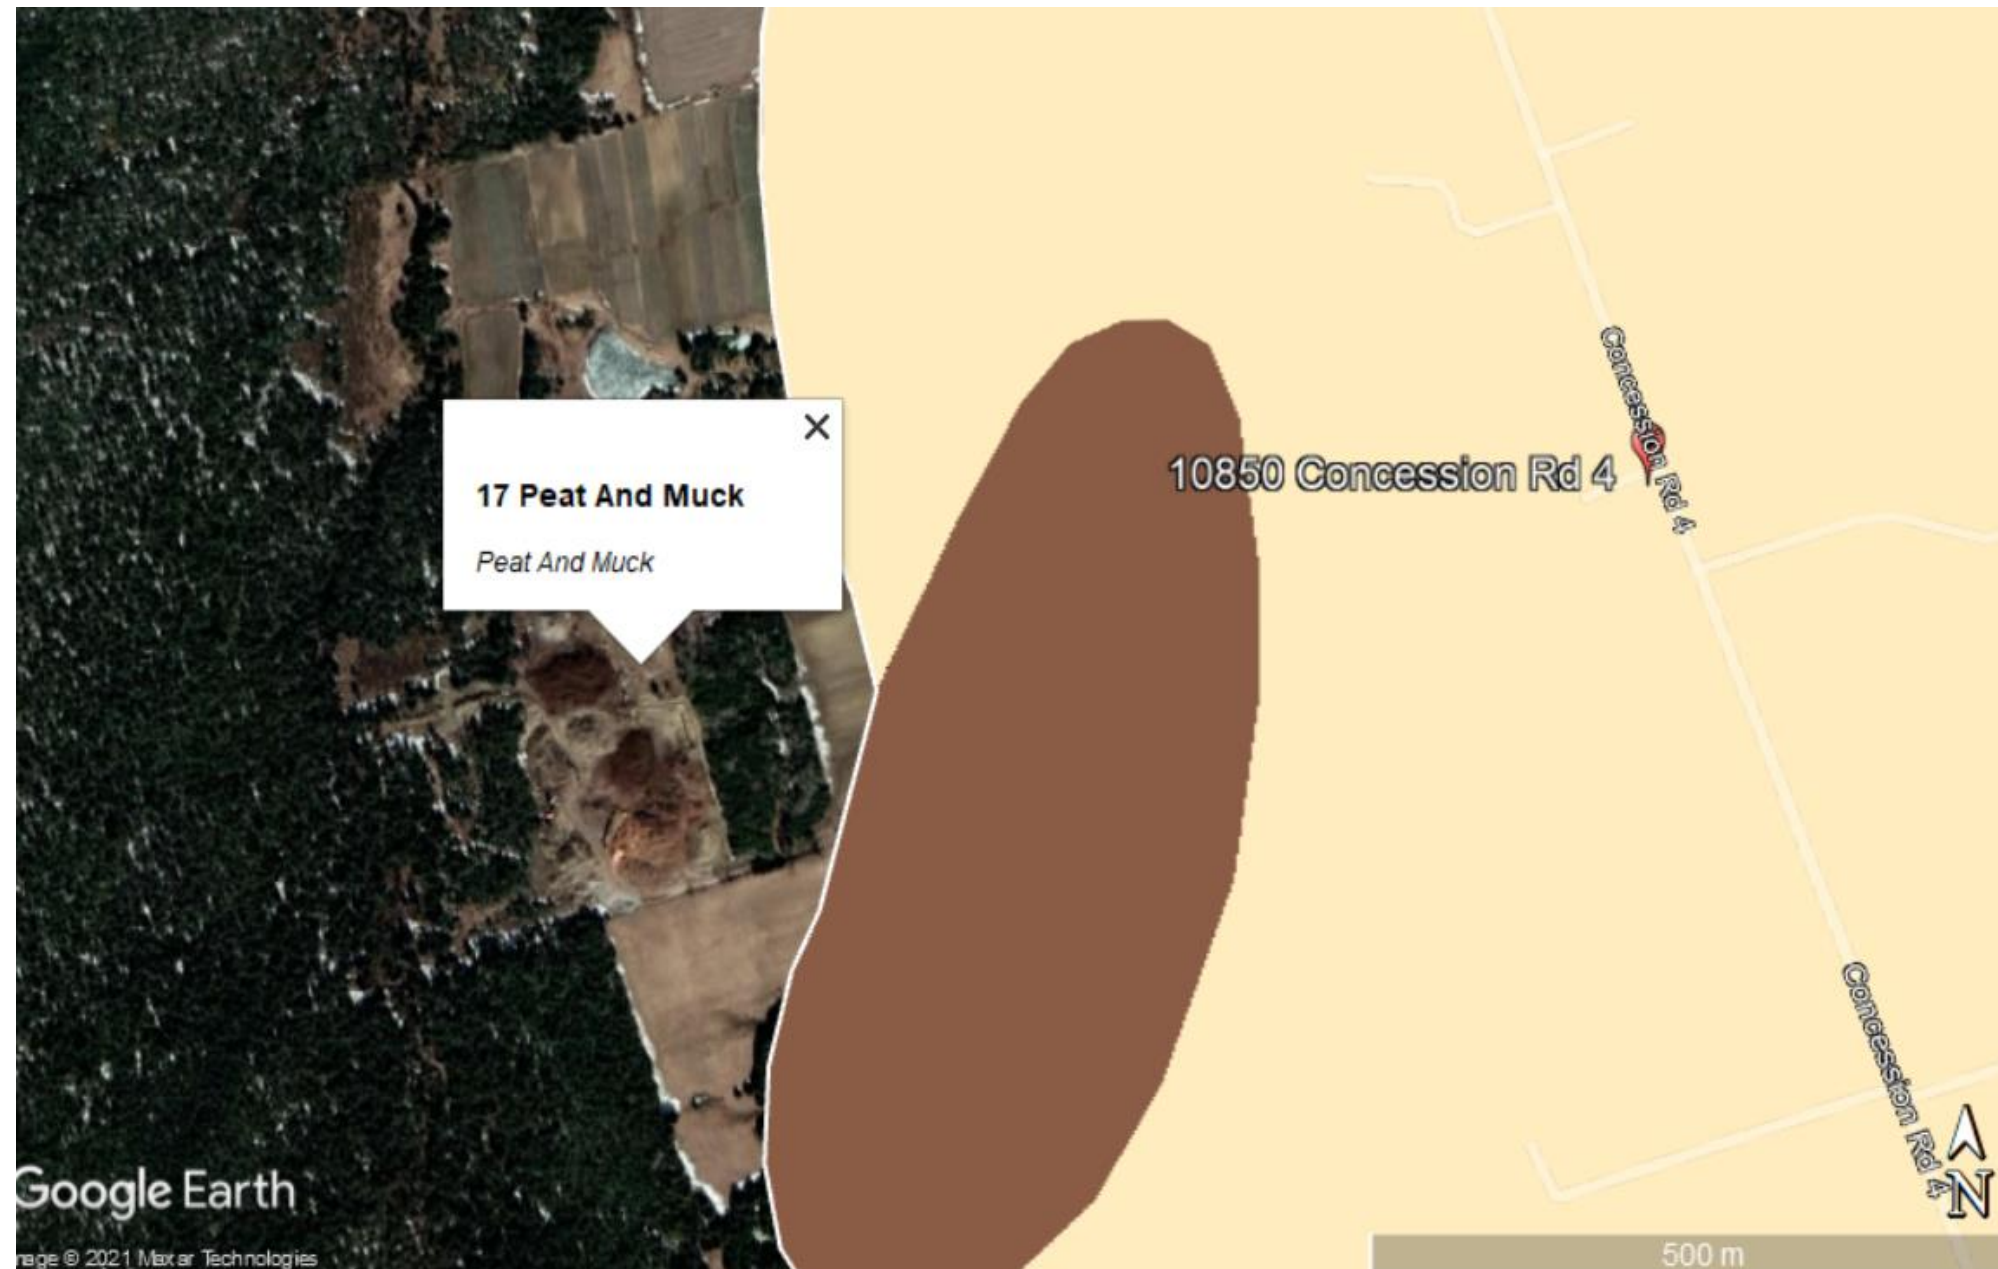 Concession Rd 4
10850 Concession Rd 4
17 Peat And Muck
Peat And Muck
Concession Rd 4
Google Earth
N
mage © 2021 Maxar Technologies
500 m